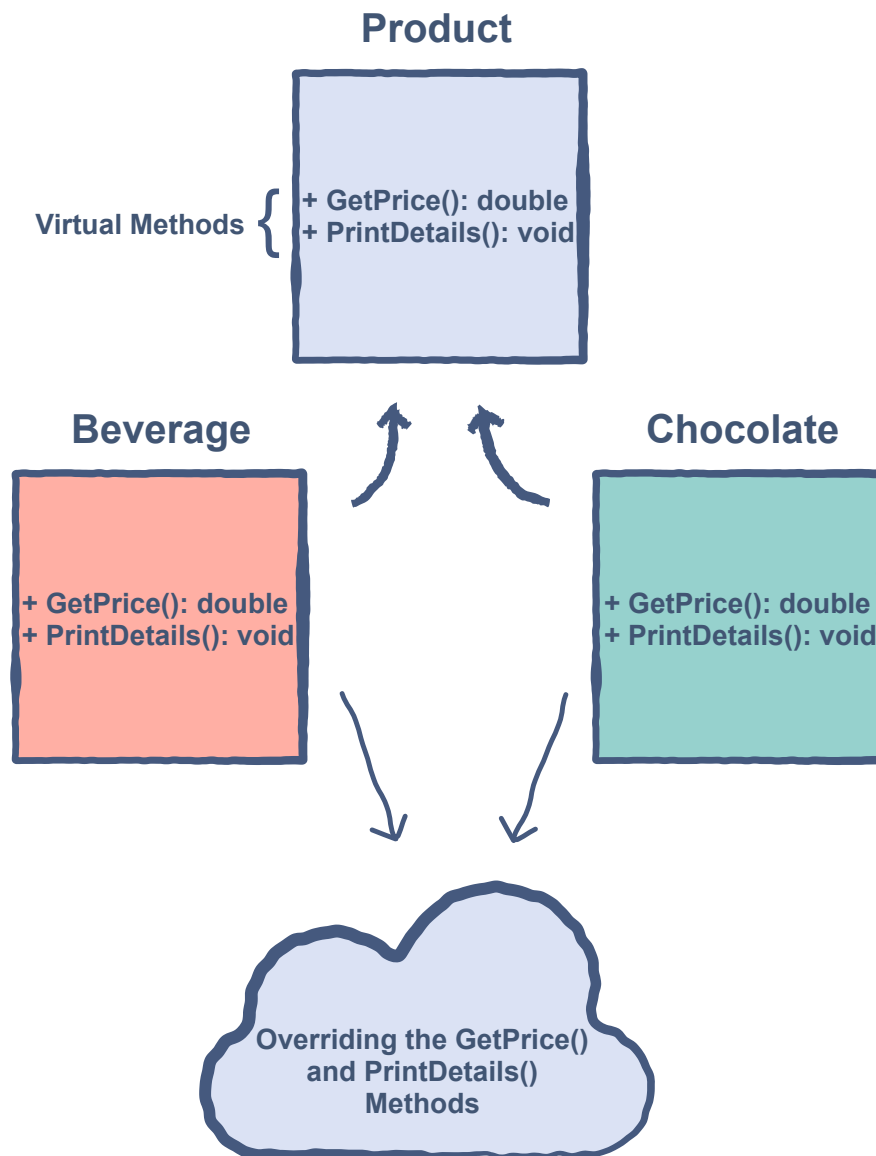 Product
+ GetPrice(): double
Virtual Methods {
+ PrintDetails(): void
Beverage
Chocolate
+ GetPrice(): double
+ PrintDetails(): void
+ GetPrice(): double
+ PrintDetails(): void
Overriding the GetPrice()
and PrintDetails()
Methods